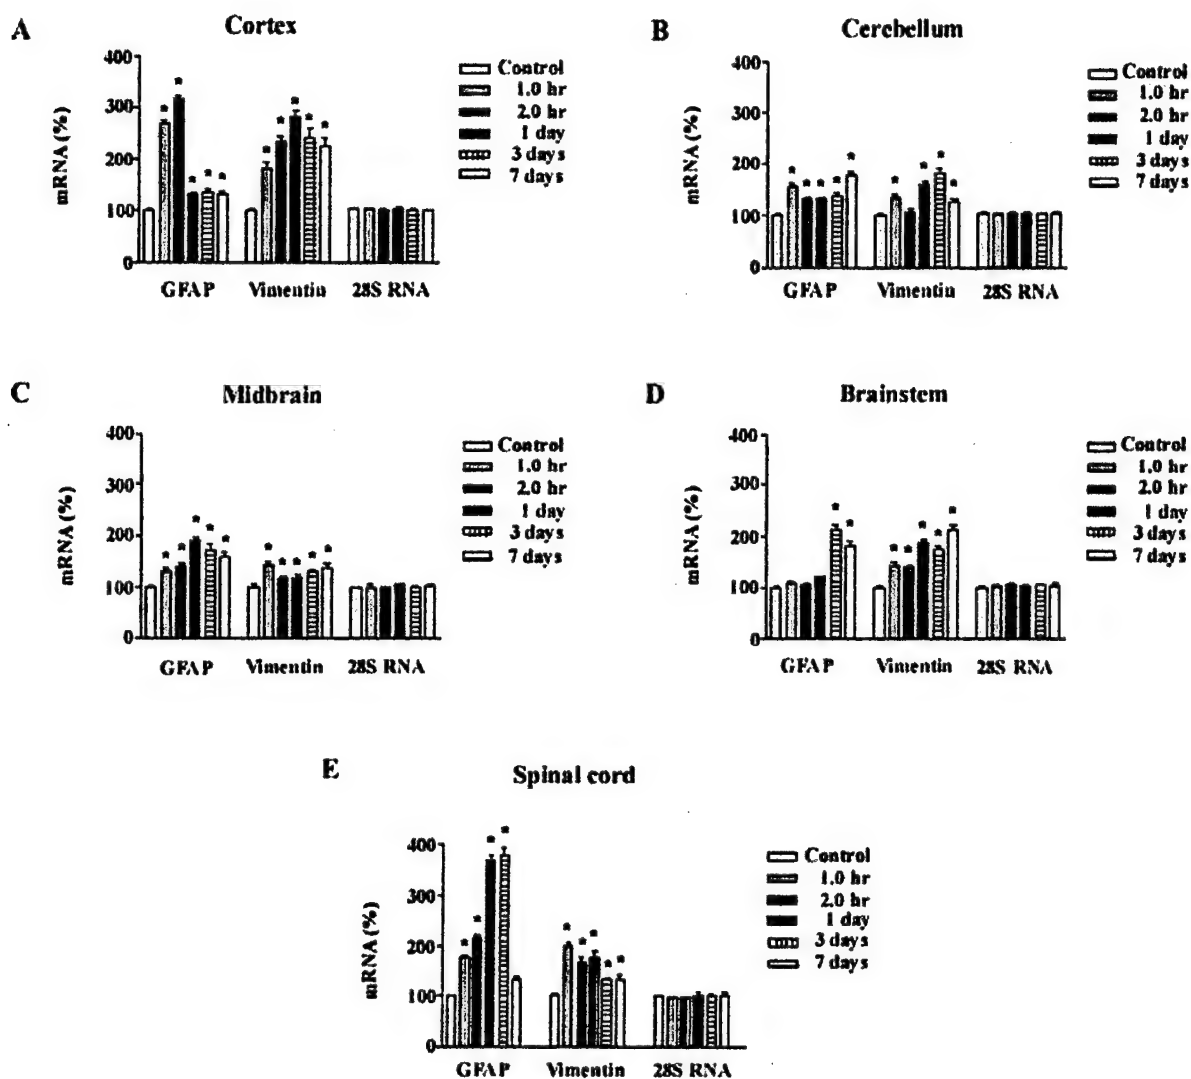 A
Cortex
mRNA (%)
400
300
200
100
0
* * * * * *
* * * *
GFAP Vimentin 28S RNA
Control
1.0 hr
2.0 hr
1 day
3 days
7 days
B
Cerebellum
mRNA (%)
400
300
200
100
0
* * * * *
* * * *
GFAP Vimentin 28S RNA
Control
1.0 hr
2.0 hr
1 day
3 days
7 days
C
Midbrain
mRNA (%)
400
300
200
100
0
* * * * *
* * * * *
GFAP Vimentin 28S RNA
Control
1.0 hr
2.0 hr
1 day
3 days
7 days
D
Brainstem
mRNA (%)
400
300
200
100
0
* *
* * * * *
GFAP Vimentin 28S RNA
Control
1.0 hr
2.0 hr
1 day
3 days
7 days
E
Spinal cord
mRNA (%)
400
300
200
100
0
* * * *
* * * * *
GFAP Vimentin 28S RNA
Control
1.0 hr
2.0 hr
1 day
3 days
7 days